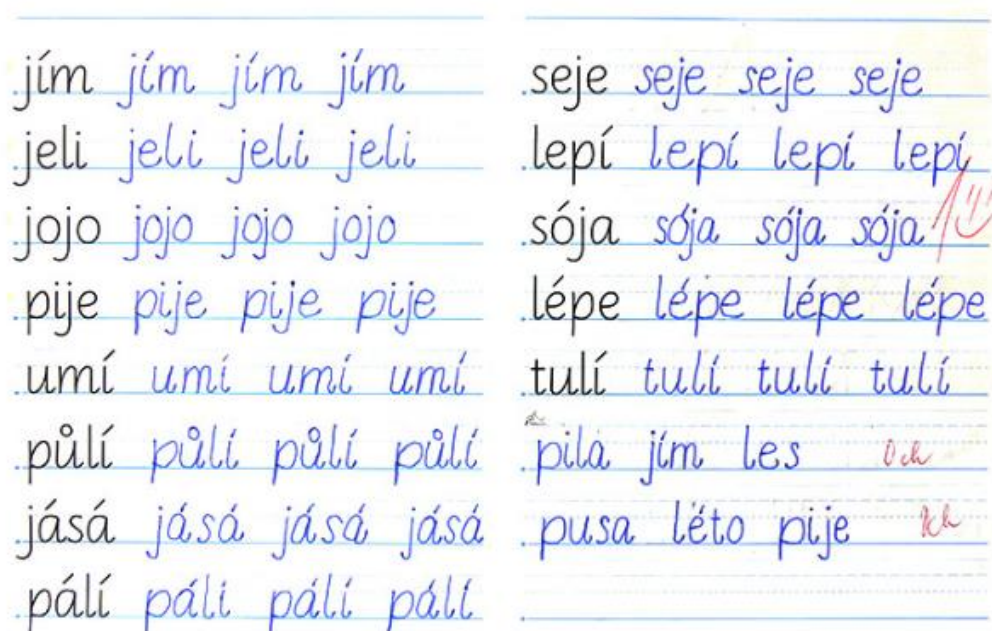 jím jím jím jím
jeli jeli jeli jeli
jojo jojo jojo jojo
pije pije pije pije
umí umí umí umí
půlí půlí půlí půlí
jásá jásá jásá jásá
pálí páli pálí pálí
seje seje seje seje
lepí lepí lepí lepí
sója sója sója sója
lépe lépe lépe lépe
tulí tulí tulí tulí
pila jím les
pusa léto pije